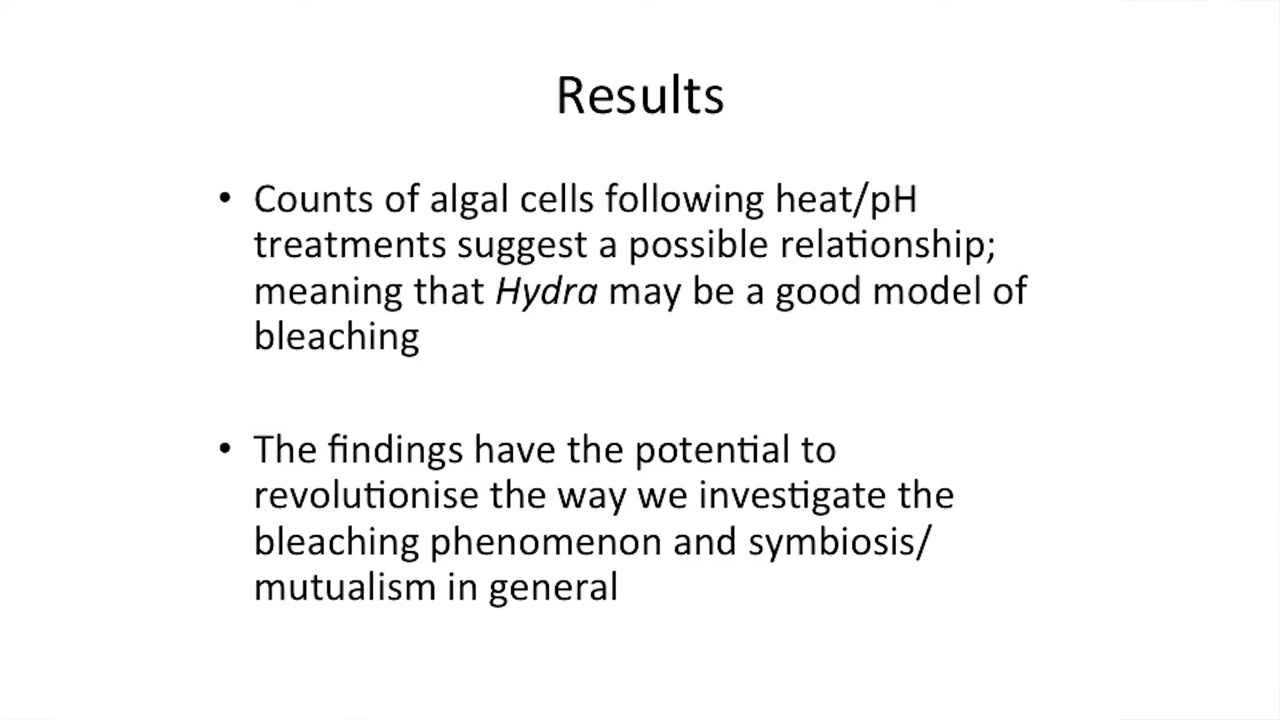 Results
• Counts of algal cells following heat/pH
treatments suggest a possible relationship;
meaning that Hydra may be a good model of
bleaching
• The findings have the potential to
revolutionise the way we investigate the
bleaching phenomenon and symbiosis/
mutualism in general